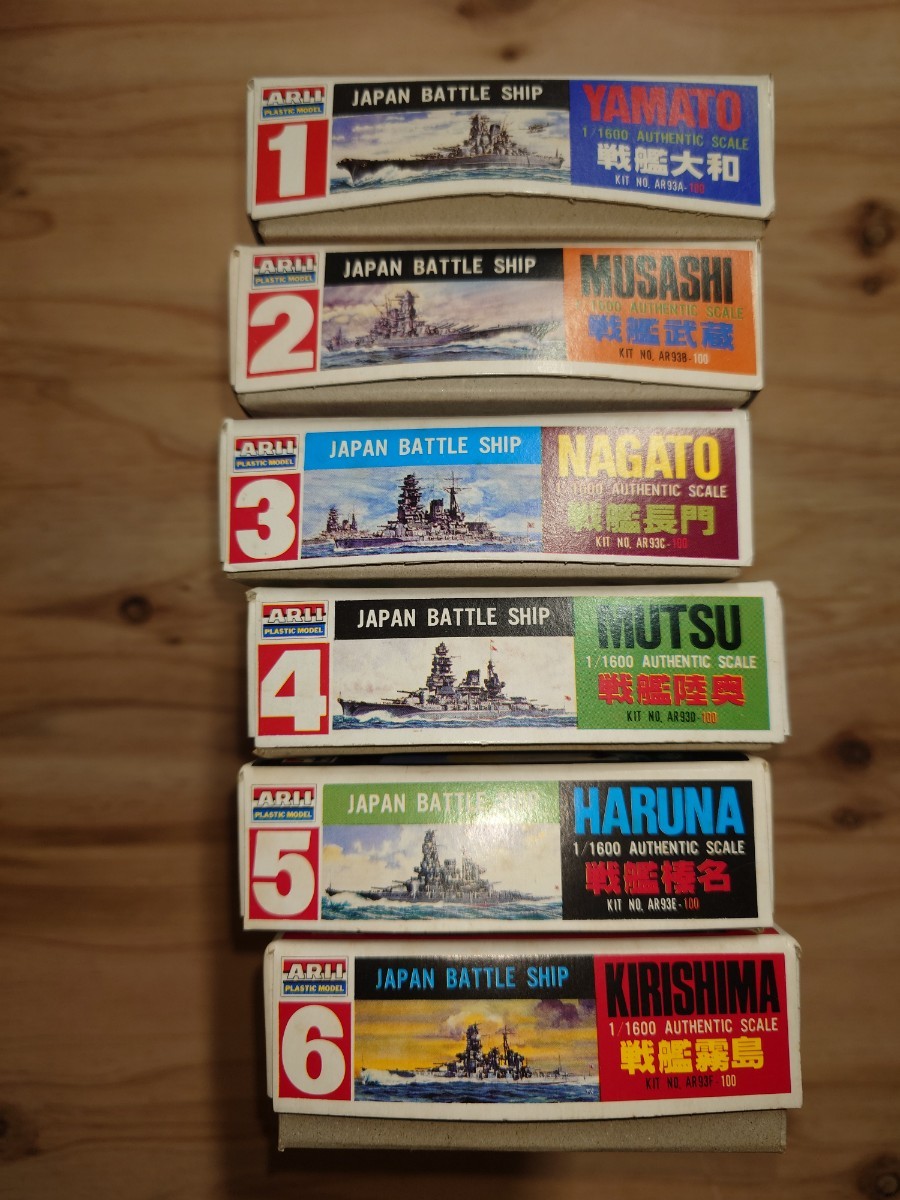 ARII
PLASTIC MODEL
1
JAPAN BATTLE SHIP
YAMATO
1/1600 AUTHENTIC SCALE
戦艦大和
KIT NO. AR93A-100
ARII
PLASTIC MODEL
2
JAPAN BATTLE SHIP
MUSASHI
1/1600 AUTHENTIC SCALE
戦艦武蔵
KIT NO. AR93B-100
ARII
PLASTIC MODEL
3
JAPAN BATTLE SHIP
NAGATO
1/1600 AUTHENTIC SCALE
戦艦長門
KIT NO. AR93C-100
ARII
PLASTIC MODEL
4
JAPAN BATTLE SHIP
MUTSU
1/1600 AUTHENTIC SCALE
戦艦陸奥
KIT NO. AR93D-100
ARII
PLASTIC MODEL
5
JAPAN BATTLE SHIP
HARUNA
1/1600 AUTHENTIC SCALE
戦艦榛名
KIT NO. AR93E-100
ARII
PLASTIC MODEL
6
JAPAN BATTLE SHIP
KIRISHIMA
1/1600 AUTHENTIC SCALE
戦艦霧島
KIT NO. AR93F-100